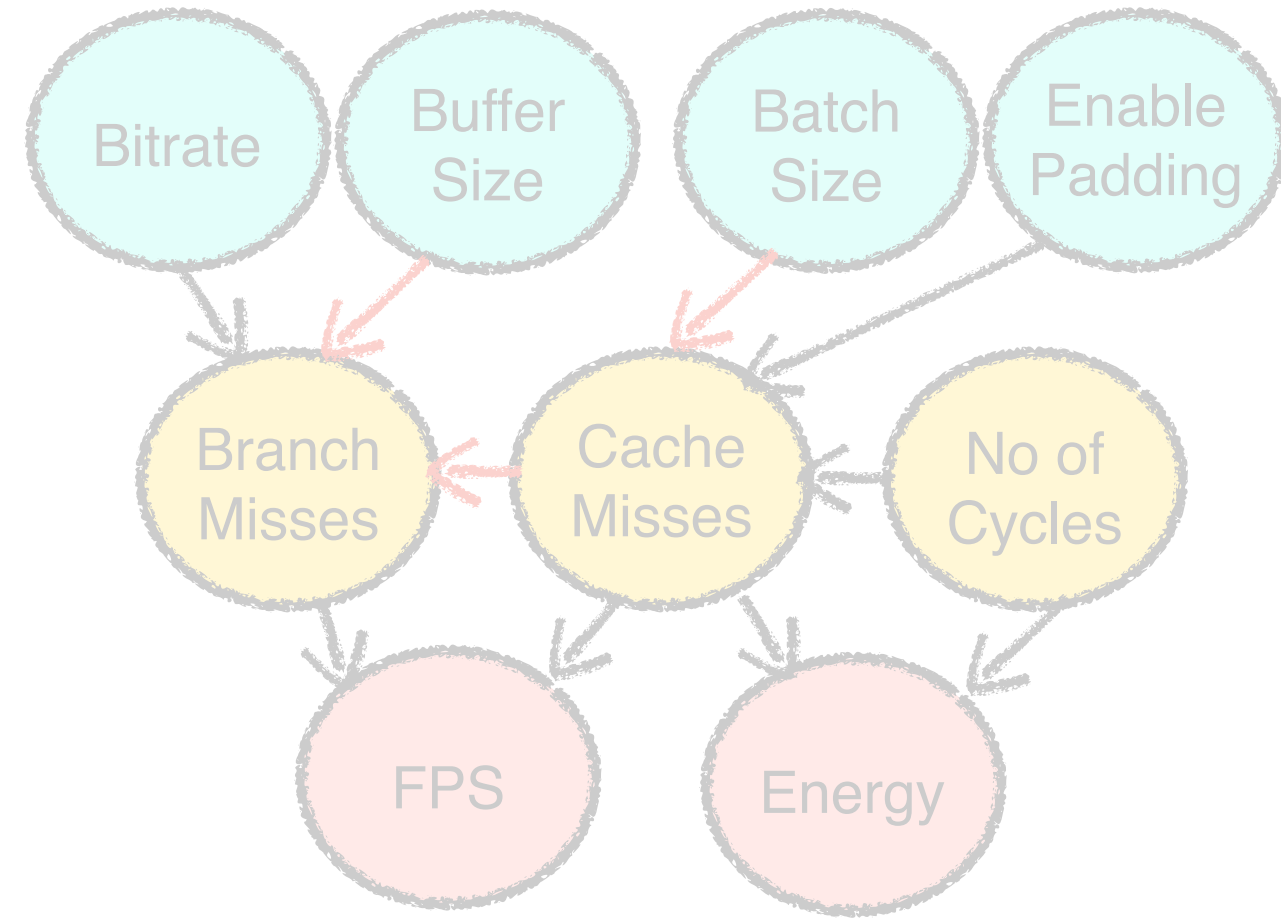 Bitrate
Buffer
Size
Batch
Size
Enable
Padding
Branch
Misses
Cache
Misses
No of
Cycles
FPS
Energy